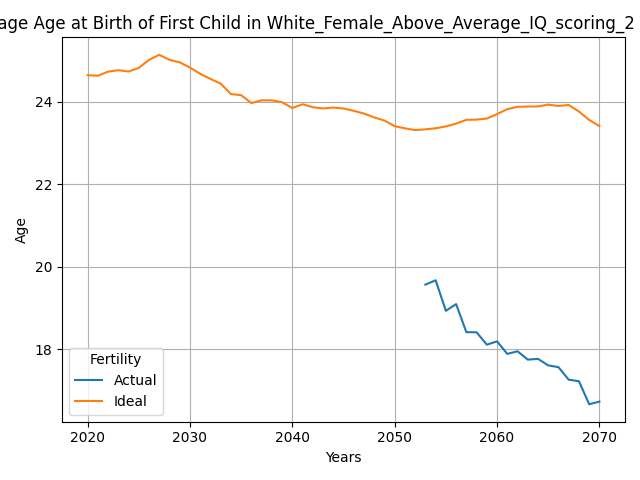 age Age at Birth of First Child in White_Female_Above_Average_IQ_scoring_2
Age
24
22
20
18
Fertility
Actual
Ideal
2020 2030 2040 2050 2060 2070
Years